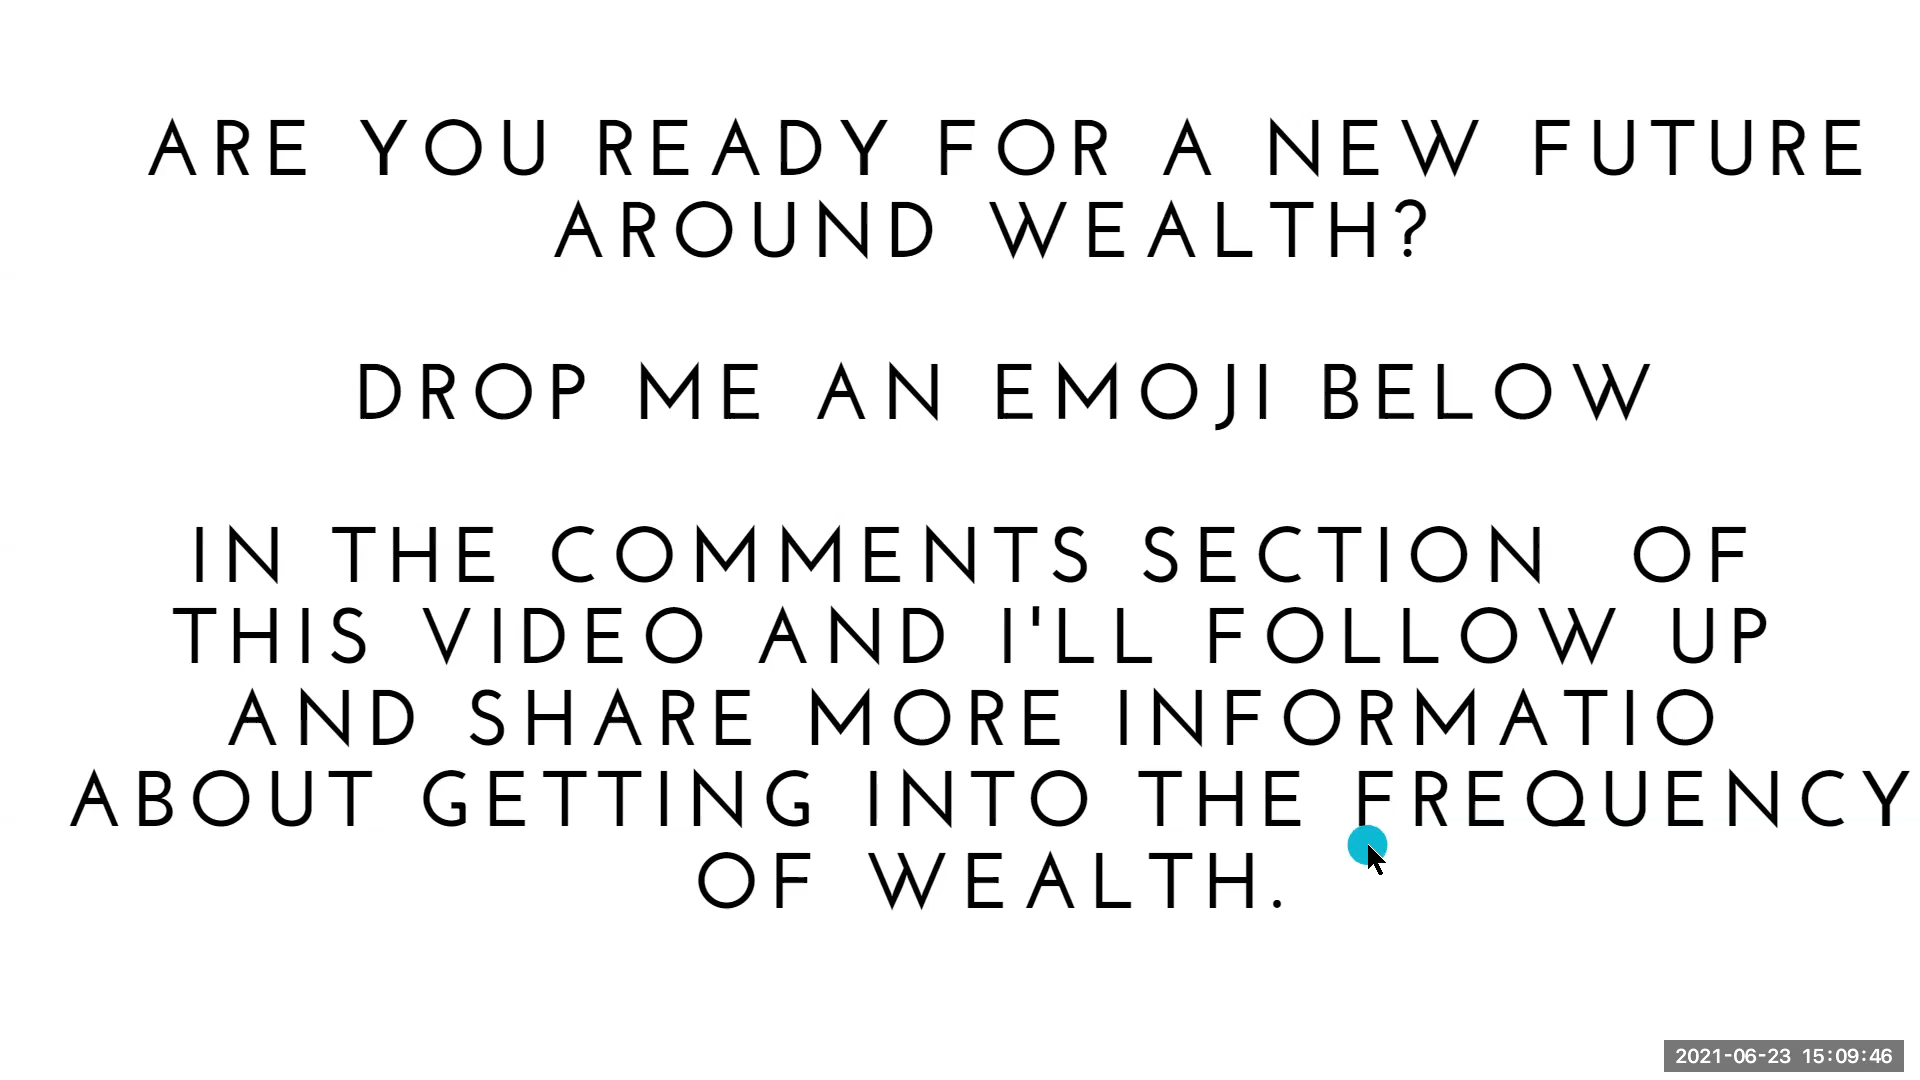 ARE YOU READY FOR A NEW FUTURE
AROUND WEALTH?
DROP ME AN EMOJI BELOW
IN THE COMMENTS SECTION OF
THIS VIDEO AND I'LL FOLLOW UP
AND SHARE MORE INFORMATIO
ABOUT GETTING INTO THE FREQUENCY
OF WEALTH.
2021-06-23 15:09:46